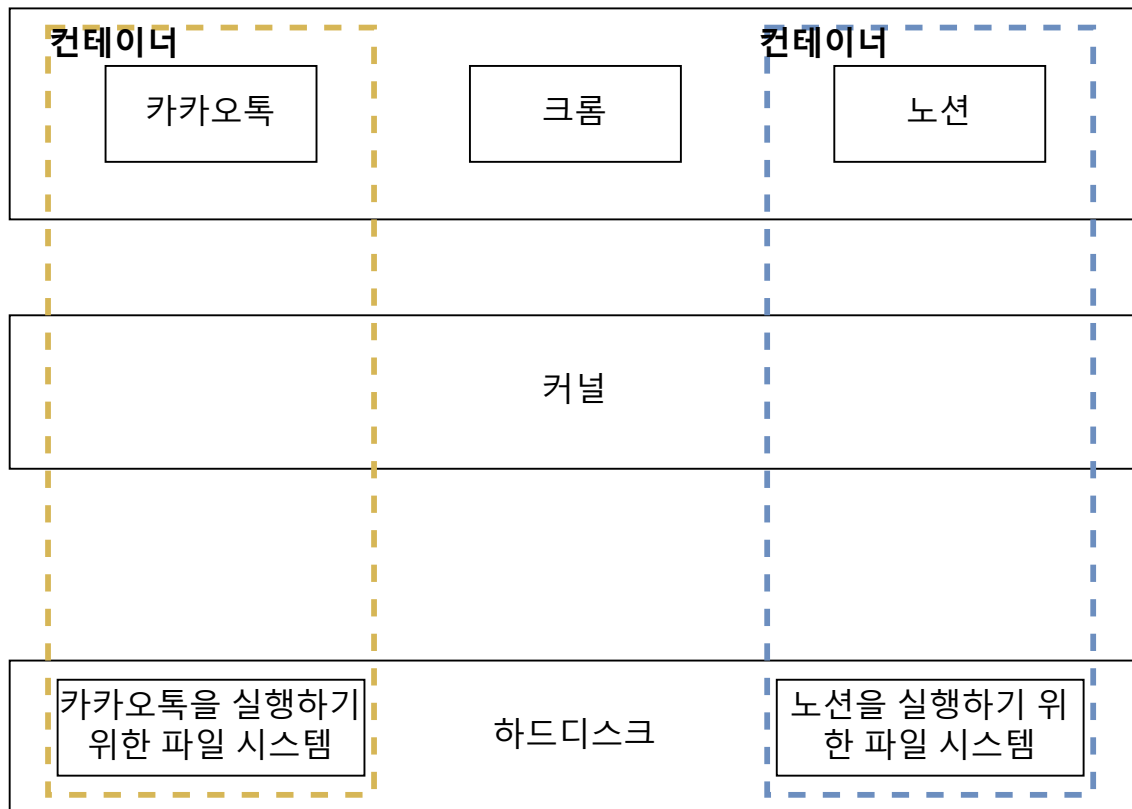 컨테이너
컨테이너
카카오톡
크롬
노션
커널
카카오톡을 실행하기
위한 파일 시스템
하드디스크
노션을 실행하기 위
한 파일 시스템